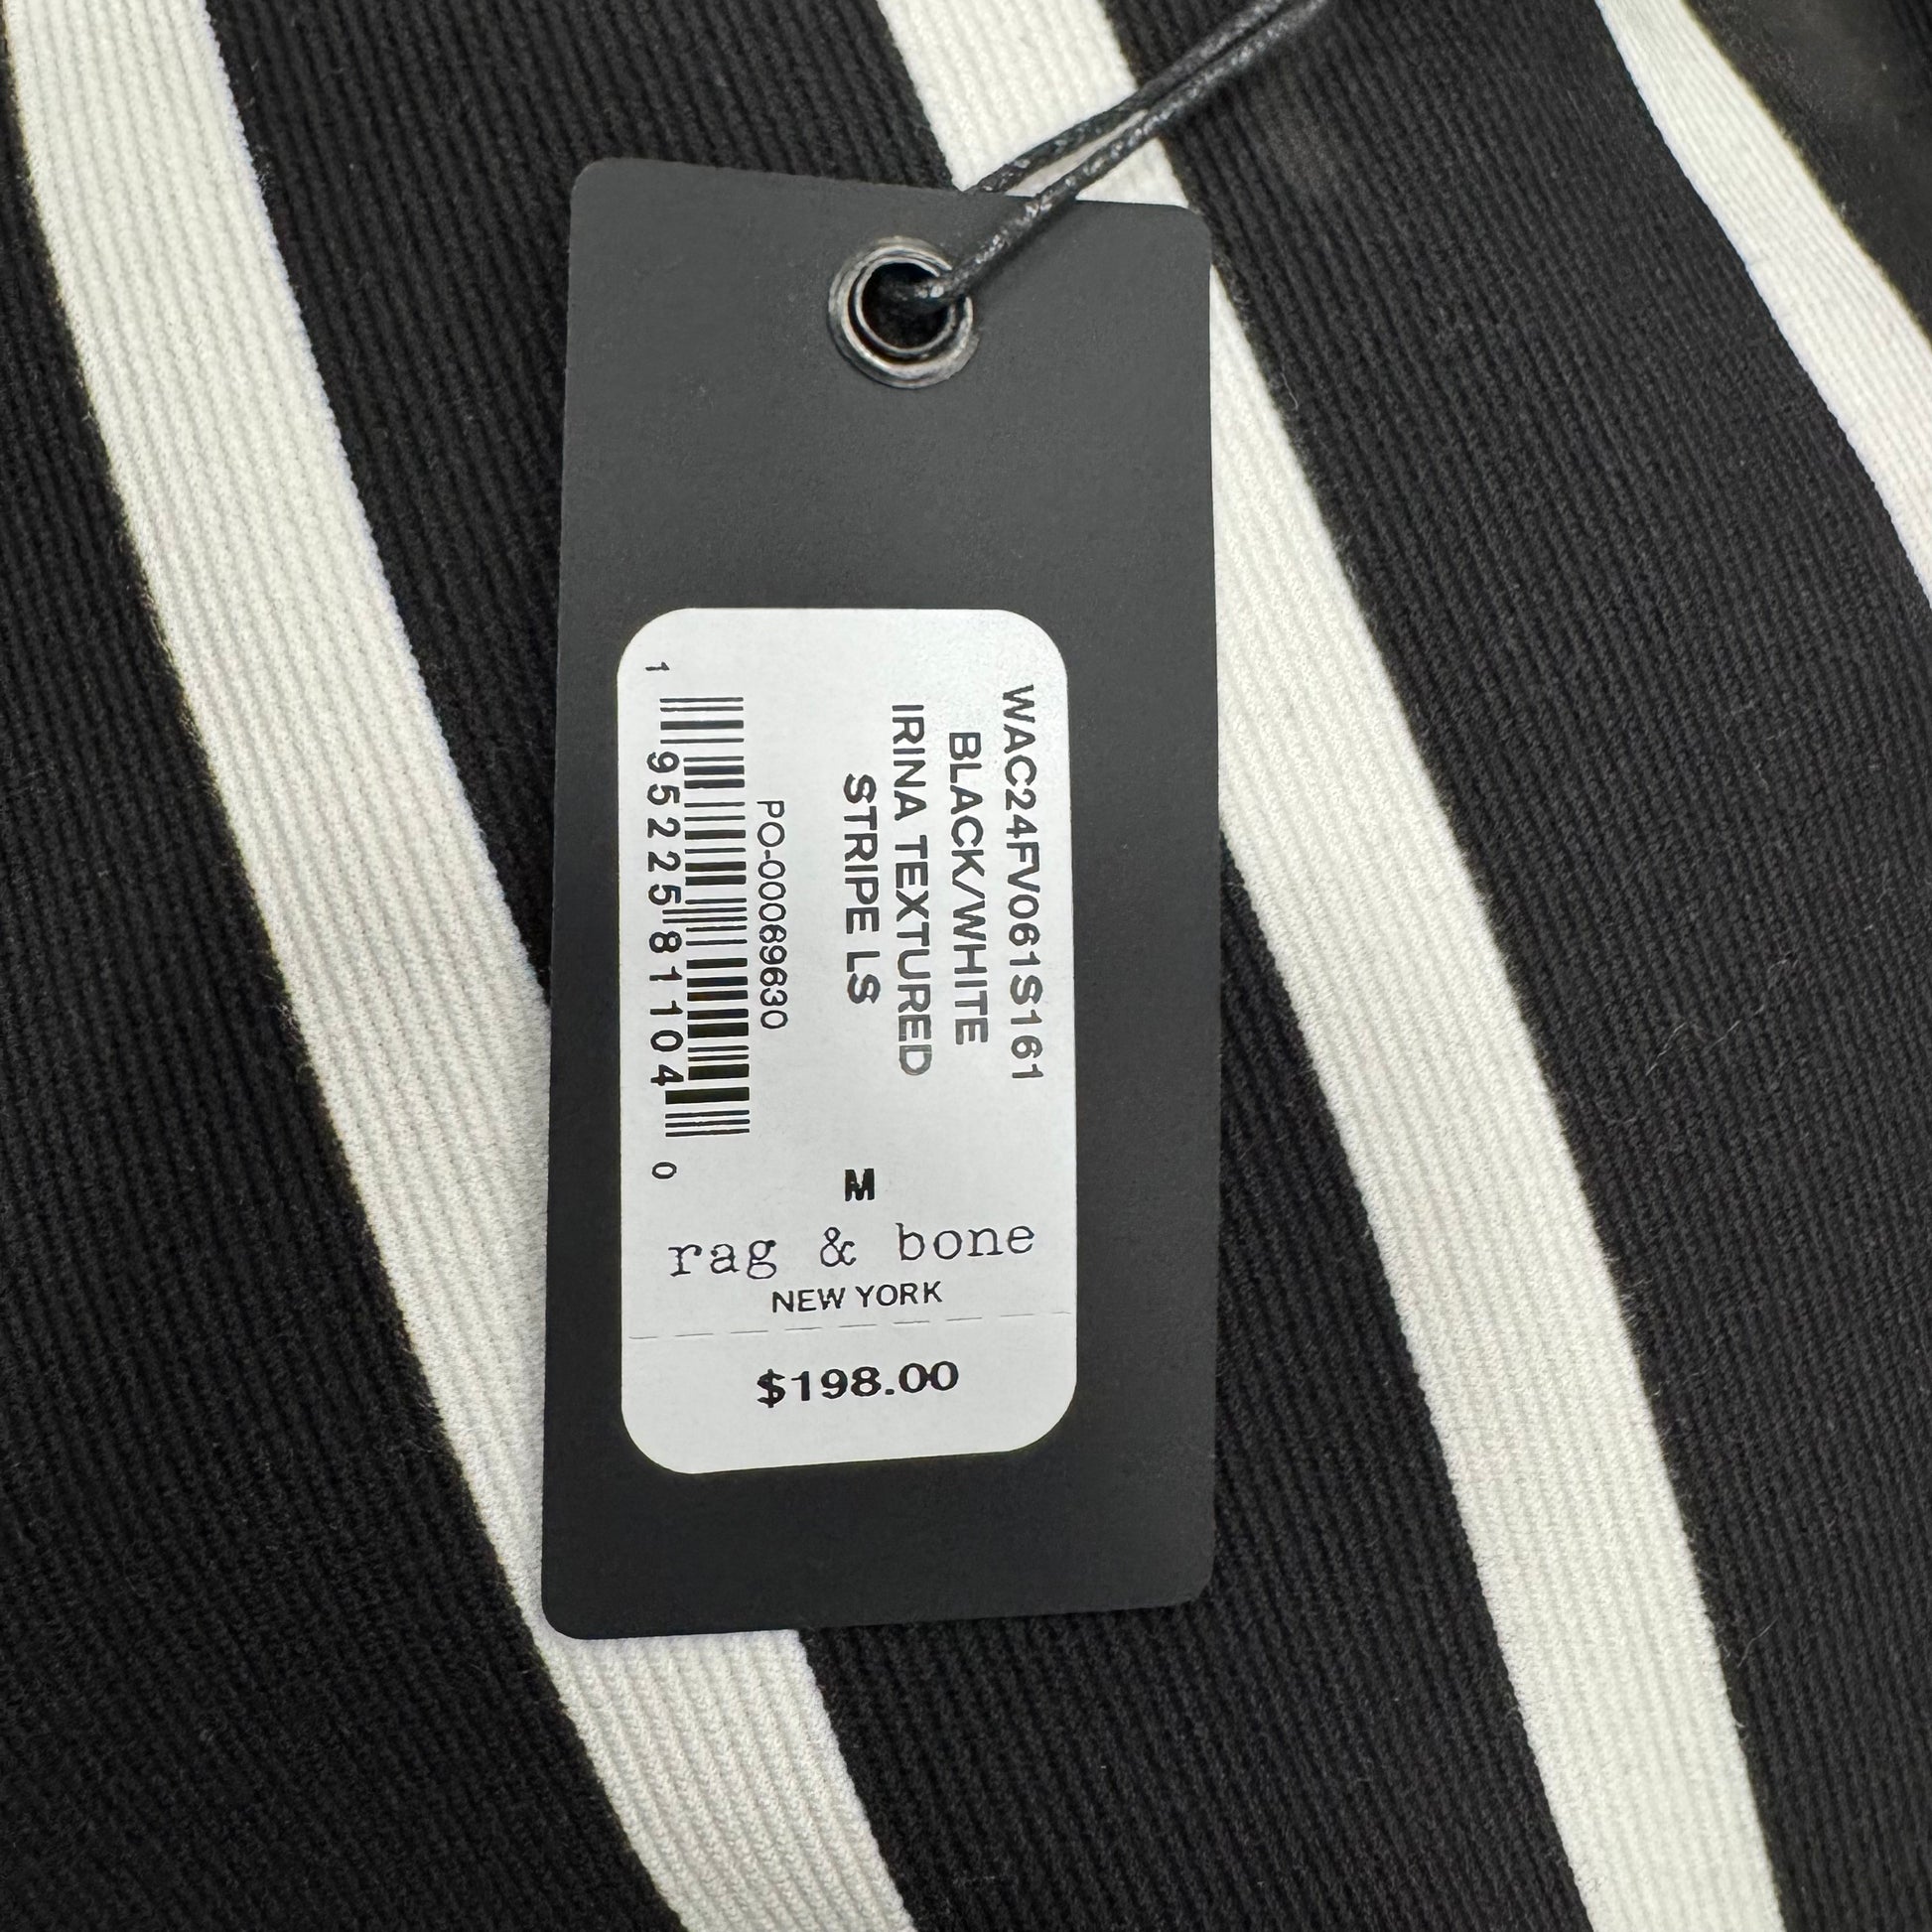 WAC24FV061S161
BLACK/WHITE
IRINA TEXTURED
STRIPE LS
PO-00069630
1 95225 81104 0
M
rag & bone
NEW YORK
$198.00